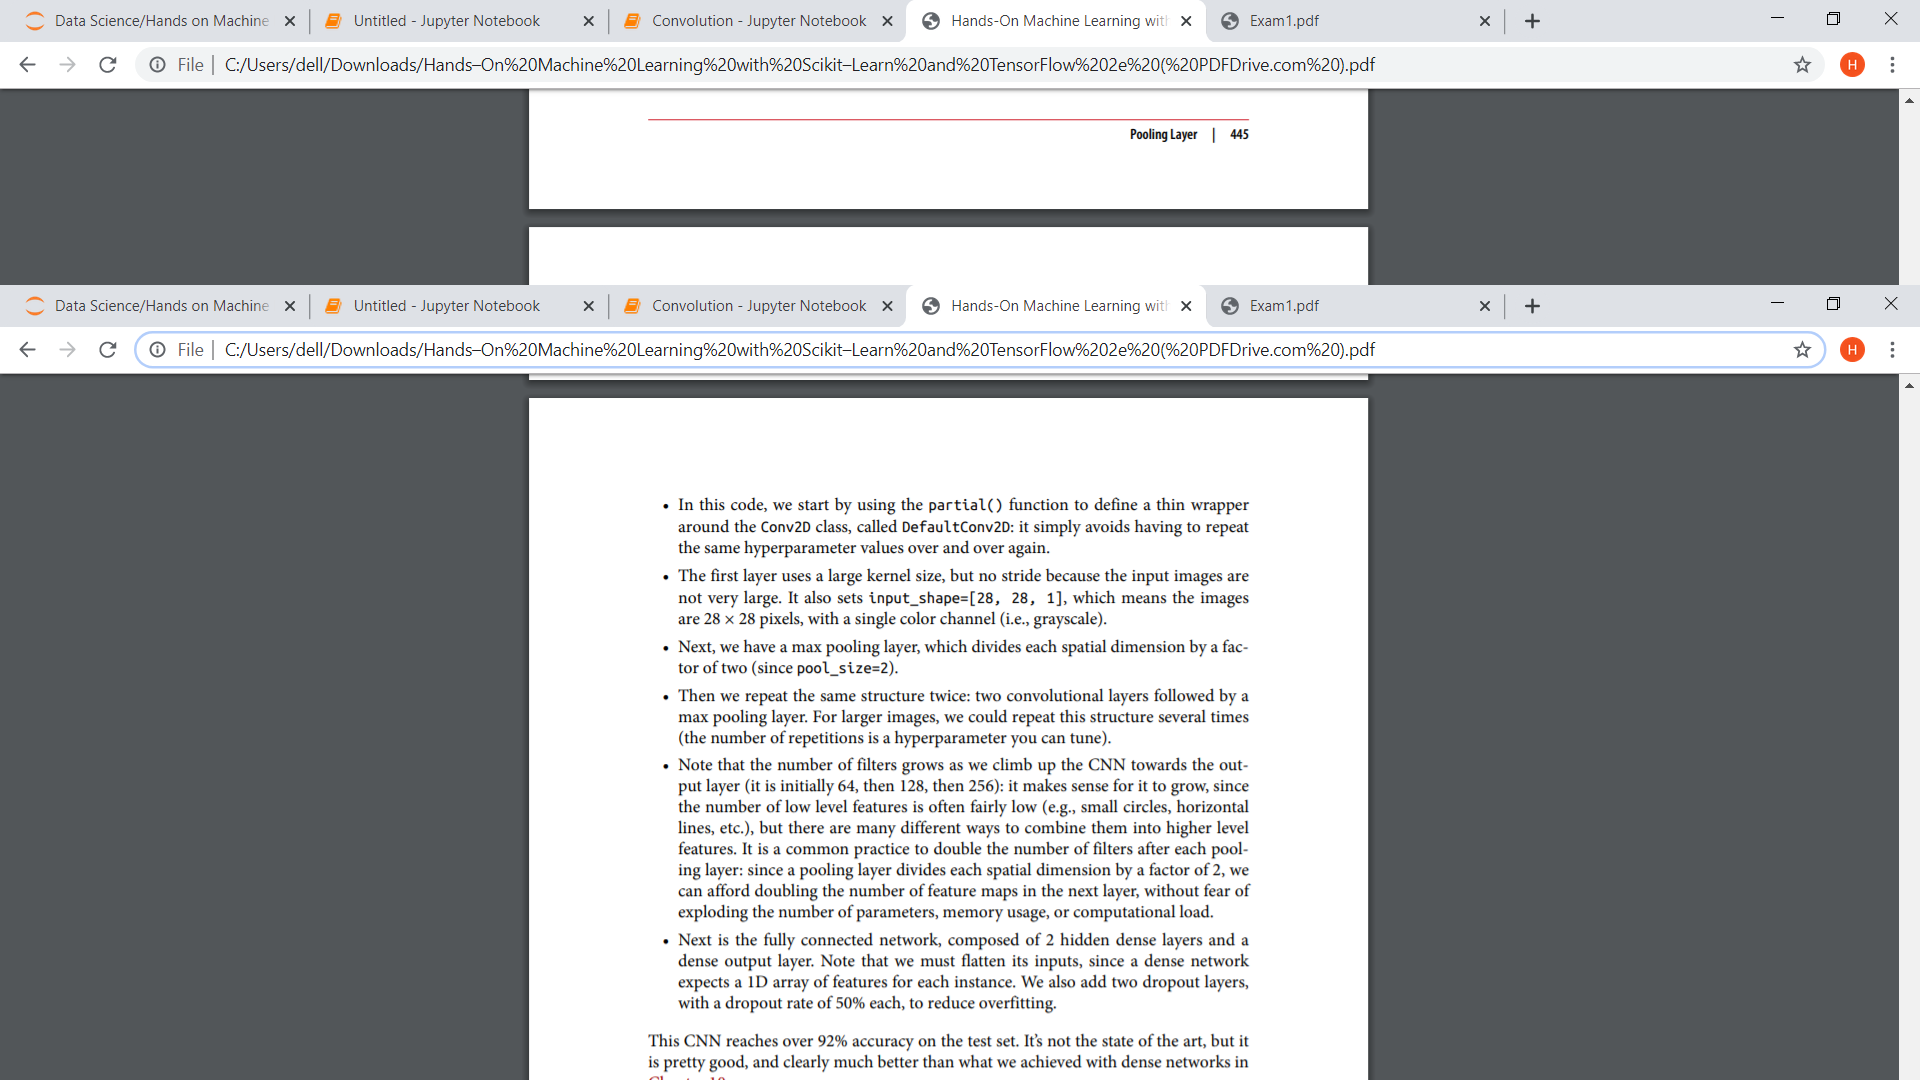 Data Science/Hands on Machine
Untitled - Jupyter Notebook
Convolution - Jupyter Notebook
Hands-On Machine Learning with
Exam1.pdf
File | C:/Users/dell/Downloads/Hands–On%20Machine%20Learning%20with%20Scikit–Learn%20and%20TensorFlow%202e%20(%20PDFDrive.com%20).pdf
H
Pooling Layer | 445
Data Science/Hands on Machine
Untitled - Jupyter Notebook
Convolution - Jupyter Notebook
Hands-On Machine Learning with
Exam1.pdf
File | C:/Users/dell/Downloads/Hands–On%20Machine%20Learning%20with%20Scikit–Learn%20and%20TensorFlow%202e%20(%20PDFDrive.com%20).pdf
H
• In this code, we start by using the partial() function to define a thin wrapper
around the Conv2D class, called DefaultConv2D: it simply avoids having to repeat
the same hyperparameter values over and over again.
• The first layer uses a large kernel size, but no stride because the input images are
not very large. It also sets input_shape=[28, 28, 1], which means the images
are 28 × 28 pixels, with a single color channel (i.e., grayscale).
• Next, we have a max pooling layer, which divides each spatial dimension by a fac-
tor of two (since pool_size=2).
• Then we repeat the same structure twice: two convolutional layers followed by a
max pooling layer. For larger images, we could repeat this structure several times
(the number of repetitions is a hyperparameter you can tune).
• Note that the number of filters grows as we climb up the CNN towards the out-
put layer (it is initially 64, then 128, then 256): it makes sense for it to grow, since
the number of low level features is often fairly low (e.g., small circles, horizontal
lines, etc.), but there are many different ways to combine them into higher level
features. It is a common practice to double the number of filters after each pool-
ing layer: since a pooling layer divides each spatial dimension by a factor of 2, we
can afford doubling the number of feature maps in the next layer, without fear of
exploding the number of parameters, memory usage, or computational load.
• Next is the fully connected network, composed of 2 hidden dense layers and a
dense output layer. Note that we must flatten its inputs, since a dense network
expects a 1D array of features for each instance. We also add two dropout layers,
with a dropout rate of 50% each, to reduce overfitting.
This CNN reaches over 92% accuracy on the test set. It's not the state of the art, but it
is pretty good, and clearly much better than what we achieved with dense networks in